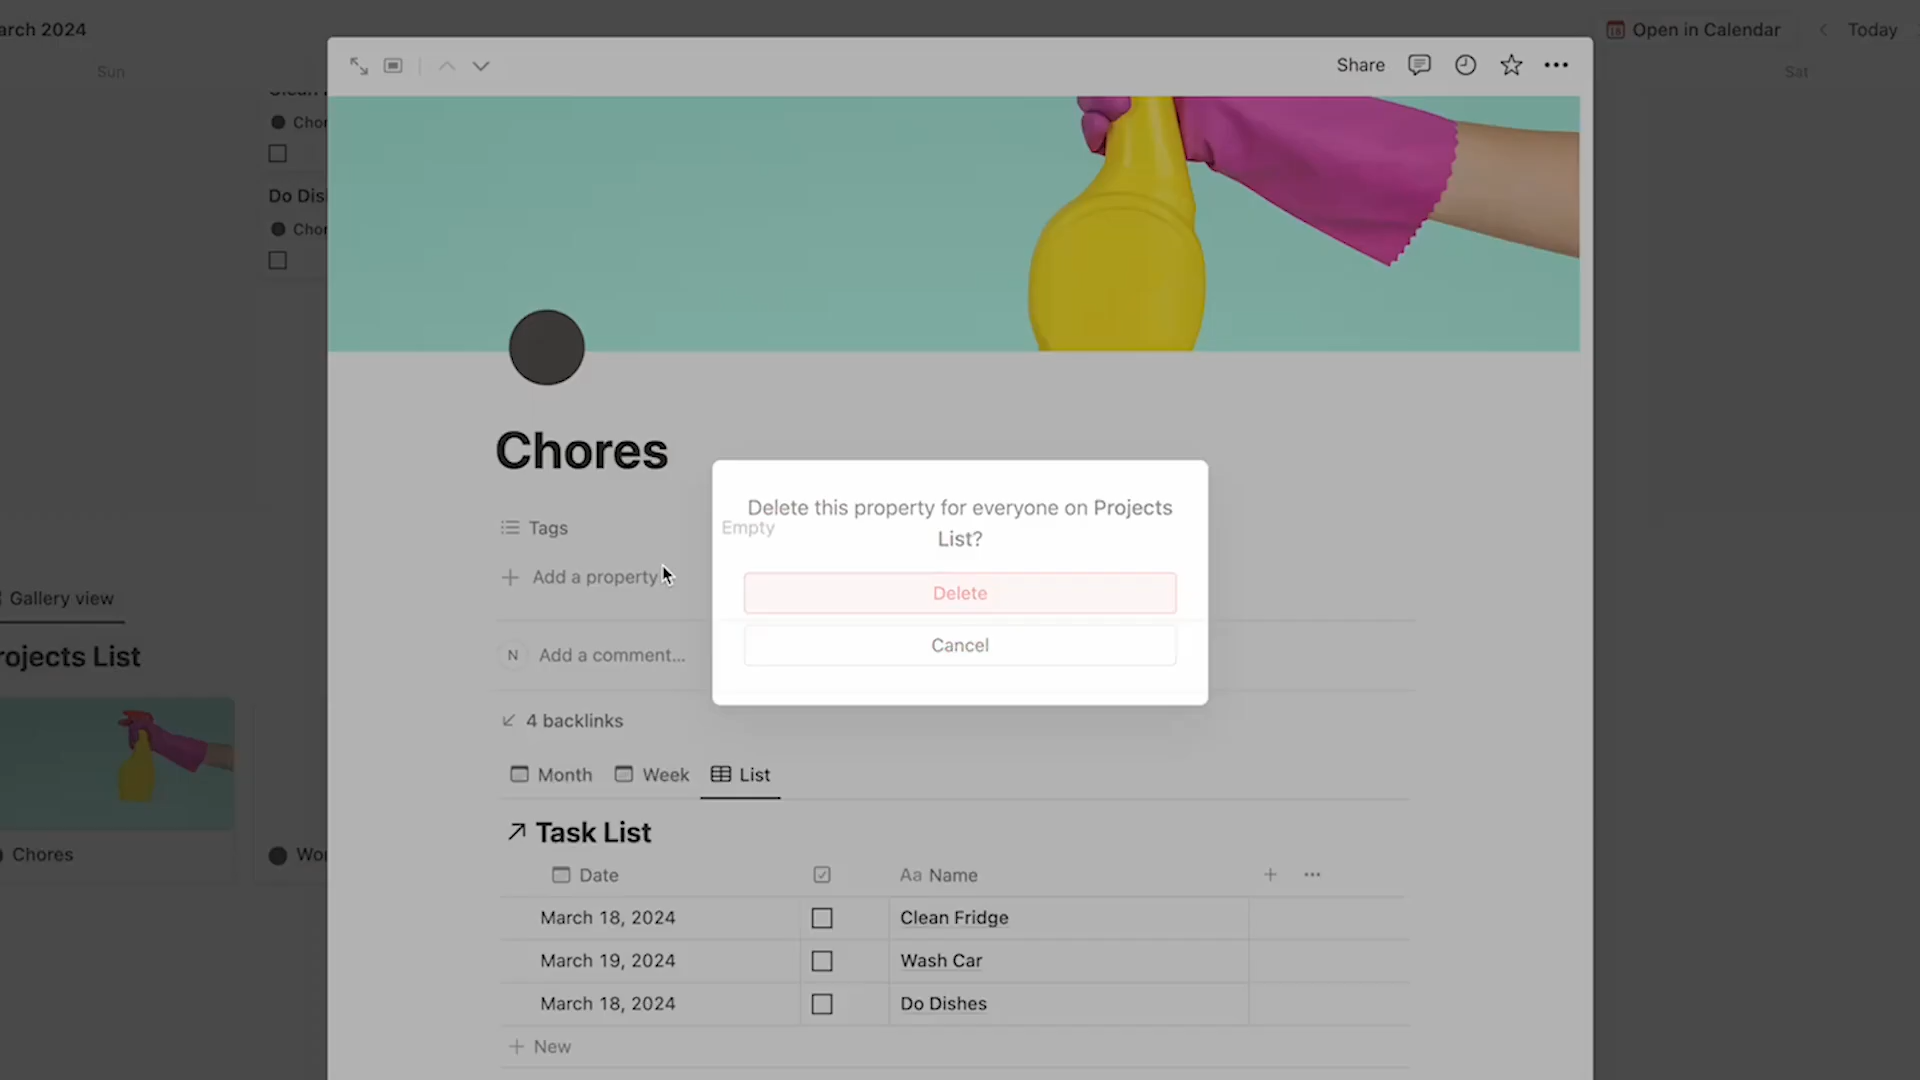 arch 2024
Open in Calendar
Today
Sun
Share
Sat
Chor
Do Dis
Chor
Chores
Delete this property for everyone on Projects
List?
Tags
Empty
Add a property
Delete
Gallery view
Cancel
rojects List
N
Add a comment...
4 backlinks
Month
Week
List
Task List
Chores
Wor
Date
Aa Name
March 18, 2024
Clean Fridge
March 19, 2024
Wash Car
March 18, 2024
Do Dishes
New